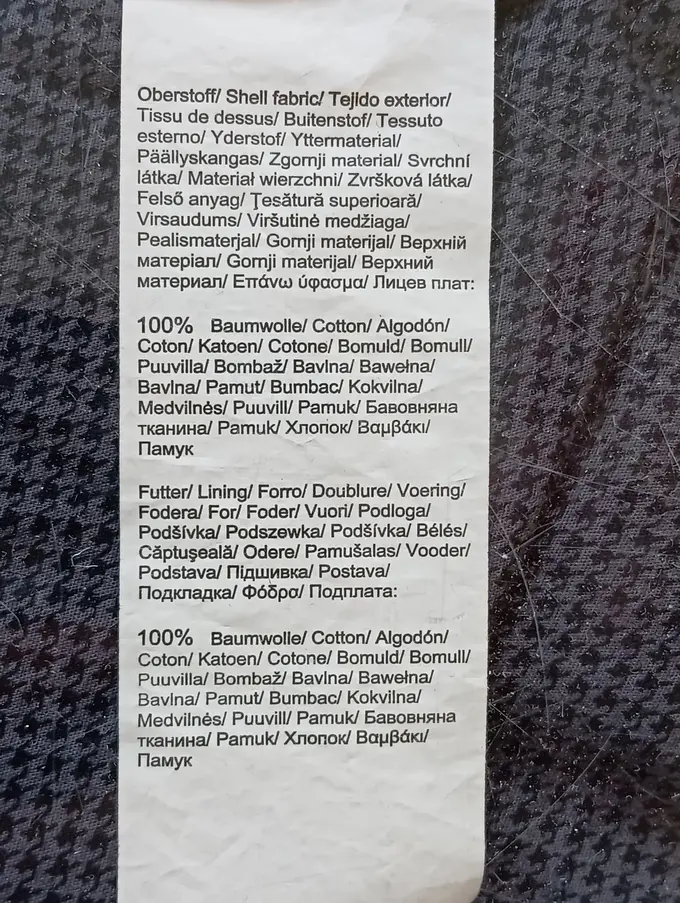 Oberstoff/ Shell fabric/ Tejido exterior/
Tissu de dessus/ Buitenstof/ Tessuto
esterno/ Yderstof/ Yttermaterial/
Päällyskangas/ Zgornji material/ Svrchní
látka/ Materiał wierzchni/ Zvršková látka/
Felső anyag/ Ţesătură superioară/
Virsaudums/ Viršutinė medžiaga/
Pealismaterjal/ Gornji materijal/ Верхній
матеріал/ Gornji materijal/ Верхний
материал/ Επάνω ύφασμα/ Лицев плат:
100% Baumwolle/ Cotton/ Algodón/
Coton/ Katoen/ Cotone/ Bomuld/ Bomull/
Puuvilla/ Bombaž/ Bavlna/ Bawełna/
Bavlna/ Pamut/ Bumbac/ Kokvilna/
Medvilnės/ Puuvill/ Pamuk/ Бавовняна
тканина/ Pamuk/ Хлопок/ Βαμβάκι/
Памук
Futter/ Lining/ Forro/ Doublure/ Voering/
Fodera/ For/ Foder/ Vuori/ Podloga/
Podšívka/ Podszewka/ Podšívka/ Bélés/
Căptuşeală/ Odere/ Pamušalas/ Vooder/
Podstava/ Підшивка/ Postava/
Подкладка/ Φόδρα/ Подплата:
100% Baumwolle/ Cotton/ Algodón/
Coton/ Katoen/ Cotone/ Bomuld/ Bomull/
Puuvilla/ Bombaž/ Bavlna/ Bawełna/
Bavlna/ Pamut/ Bumbac/ Kokvilna/
Medvilnės/ Puuvill/ Pamuk/ Бавовняна
тканина/ Pamuk/ Хлопок/ Βαμβάκι/
Памук